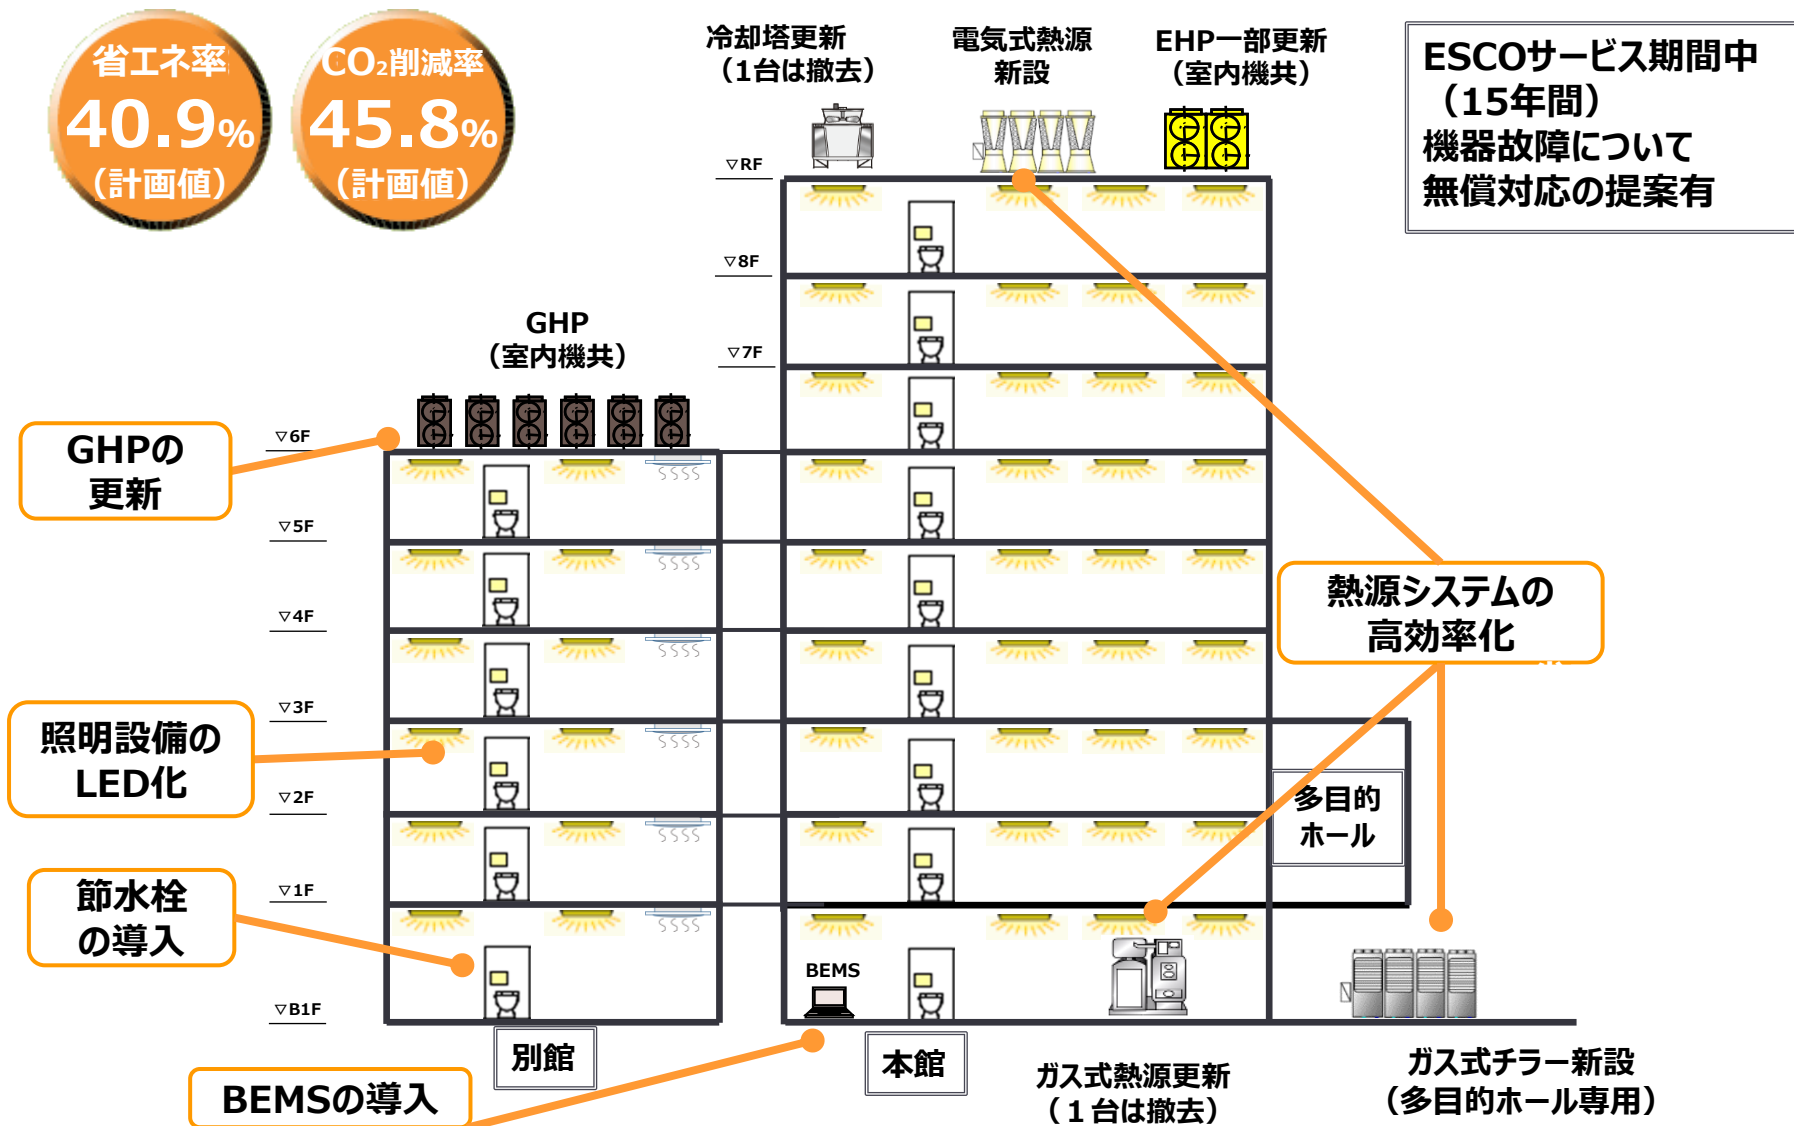 省エネ率
40.9%
（計画値）
CO₂削減率
45.8%
（計画値）
冷却塔更新
（1台は撤去）
電気式熱源
新設
EHP一部更新
（室内機共）
ESCOサービス期間中
（15年間）
機器故障について
無償対応の提案有
▽RF
▽8F
▽7F
GHP
（室内機共）
GHPの
更新
▽6F
▽5F
▽4F
熱源システムの
高効率化
▽3F
照明設備の
LED化
▽2F
多目的
ホール
▽1F
節水栓
の導入
BEMS
▽B1F
別館
本館
BEMSの導入
ガス式熱源更新
（１台は撤去）
ガス式チラー新設
（多目的ホール専用）